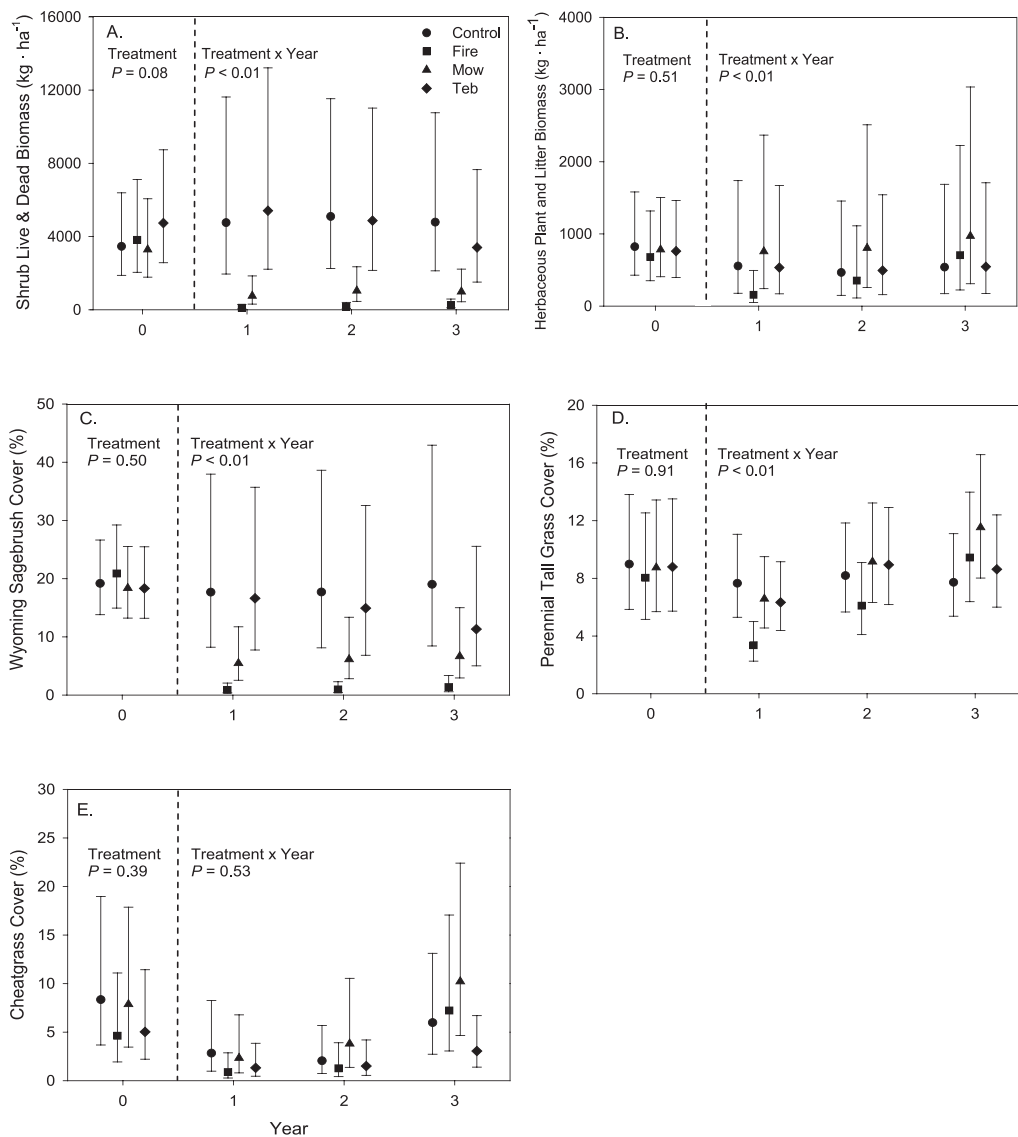 A.
Treatment
P = 0.08
Treatment x Year
P < 0.01
Control
Fire
Mow
Teb
Shrub Live & Dead Biomass (kg · ha⁻¹)
16000
12000
8000
4000
0
0 1 2 3
B.
Treatment
P = 0.51
Treatment x Year
P < 0.01
Herbaceous Plant and Litter Biomass (kg · ha⁻¹)
4000
3000
2000
1000
0
0 1 2 3
C.
Treatment
P = 0.50
Treatment x Year
P < 0.01
Wyoming Sagebrush Cover (%)
50
40
30
20
10
0
0 1 2 3
D.
Treatment
P = 0.91
Treatment x Year
P < 0.01
Perennial Tall Grass Cover (%)
20
16
12
8
4
0
0 1 2 3
E.
Treatment
P = 0.39
Treatment x Year
P = 0.53
Cheatgrass Cover (%)
30
25
20
15
10
5
0
0 1 2 3
Year